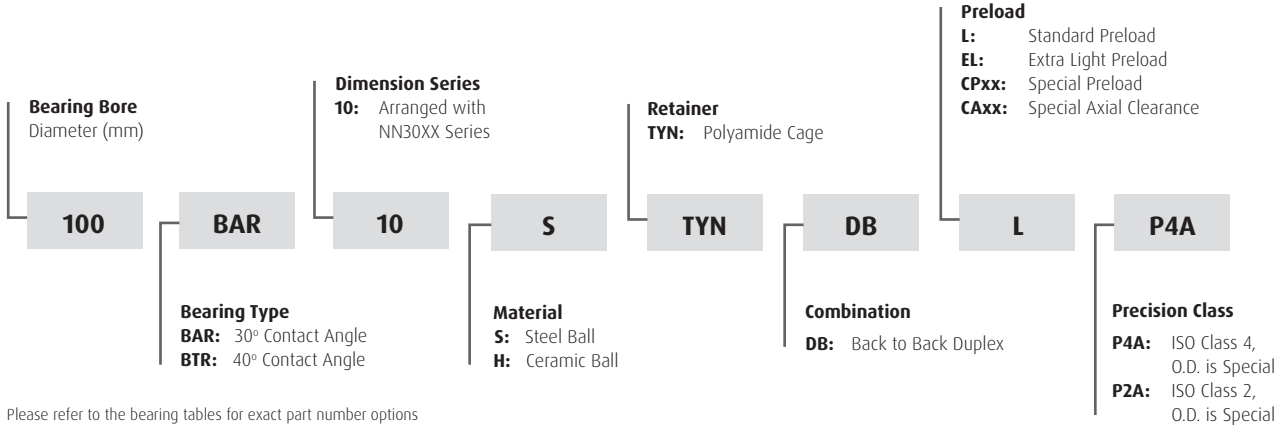 Preload
L: Standard Preload
EL: Extra Light Preload
CPxx: Special Preload
CAxx: Special Axial Clearance
Dimension Series
10: Arranged with
NN30XX Series
Bearing Bore
Diameter (mm)
Retainer
TYN: Polyamide Cage
100 BAR 10 S TYN DB L P4A
Bearing Type
BAR: 30° Contact Angle
BTR: 40° Contact Angle
Material
S: Steel Ball
H: Ceramic Ball
Combination
DB: Back to Back Duplex
Precision Class
P4A: ISO Class 4,
O.D. is Special
P2A: ISO Class 2,
O.D. is Special
Please refer to the bearing tables for exact part number options